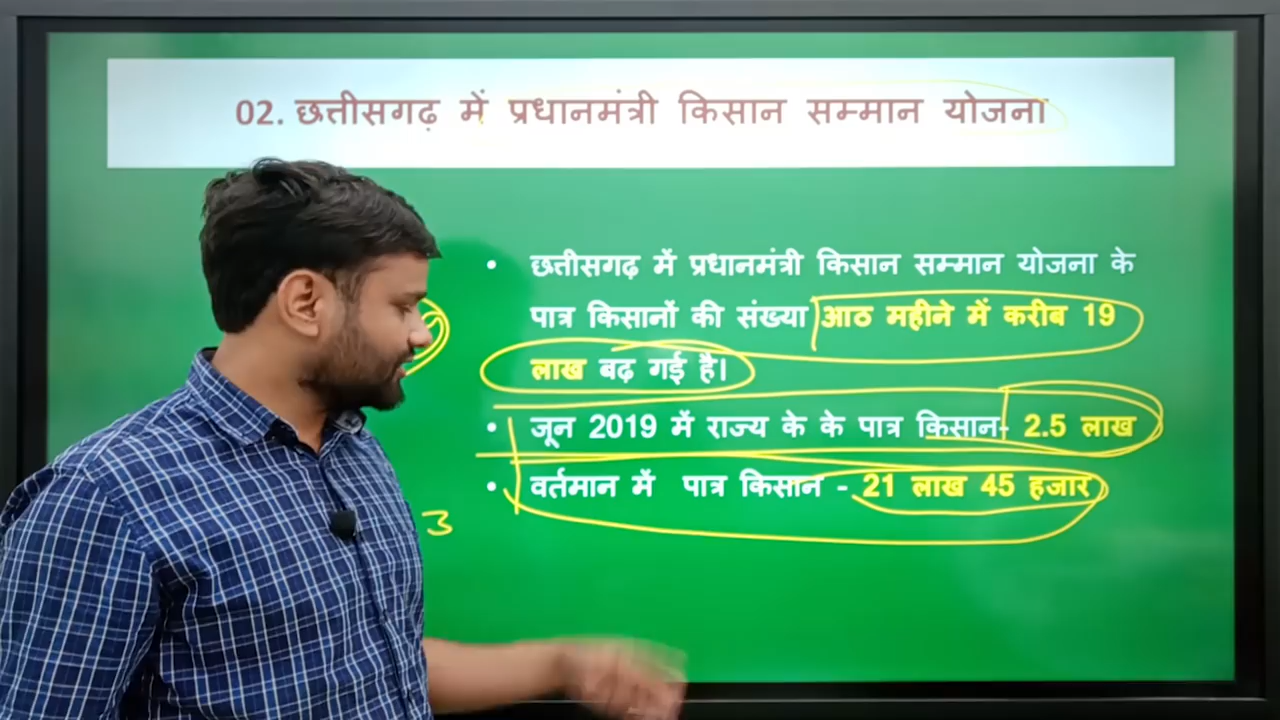 02. छत्तीसगढ़ में प्रधानमंत्री किसान सम्मान योजना
• छत्तीसगढ़ में प्रधानमंत्री किसान सम्मान योजना के
पात्र किसानों की संख्या आठ महीने में करीब 19
लाख बढ़ गई है।
• जून 2019 में राज्य के के पात्र किसान- 2.5 लाख
• वर्तमान में पात्र किसान - 21 लाख 45 हजार
3